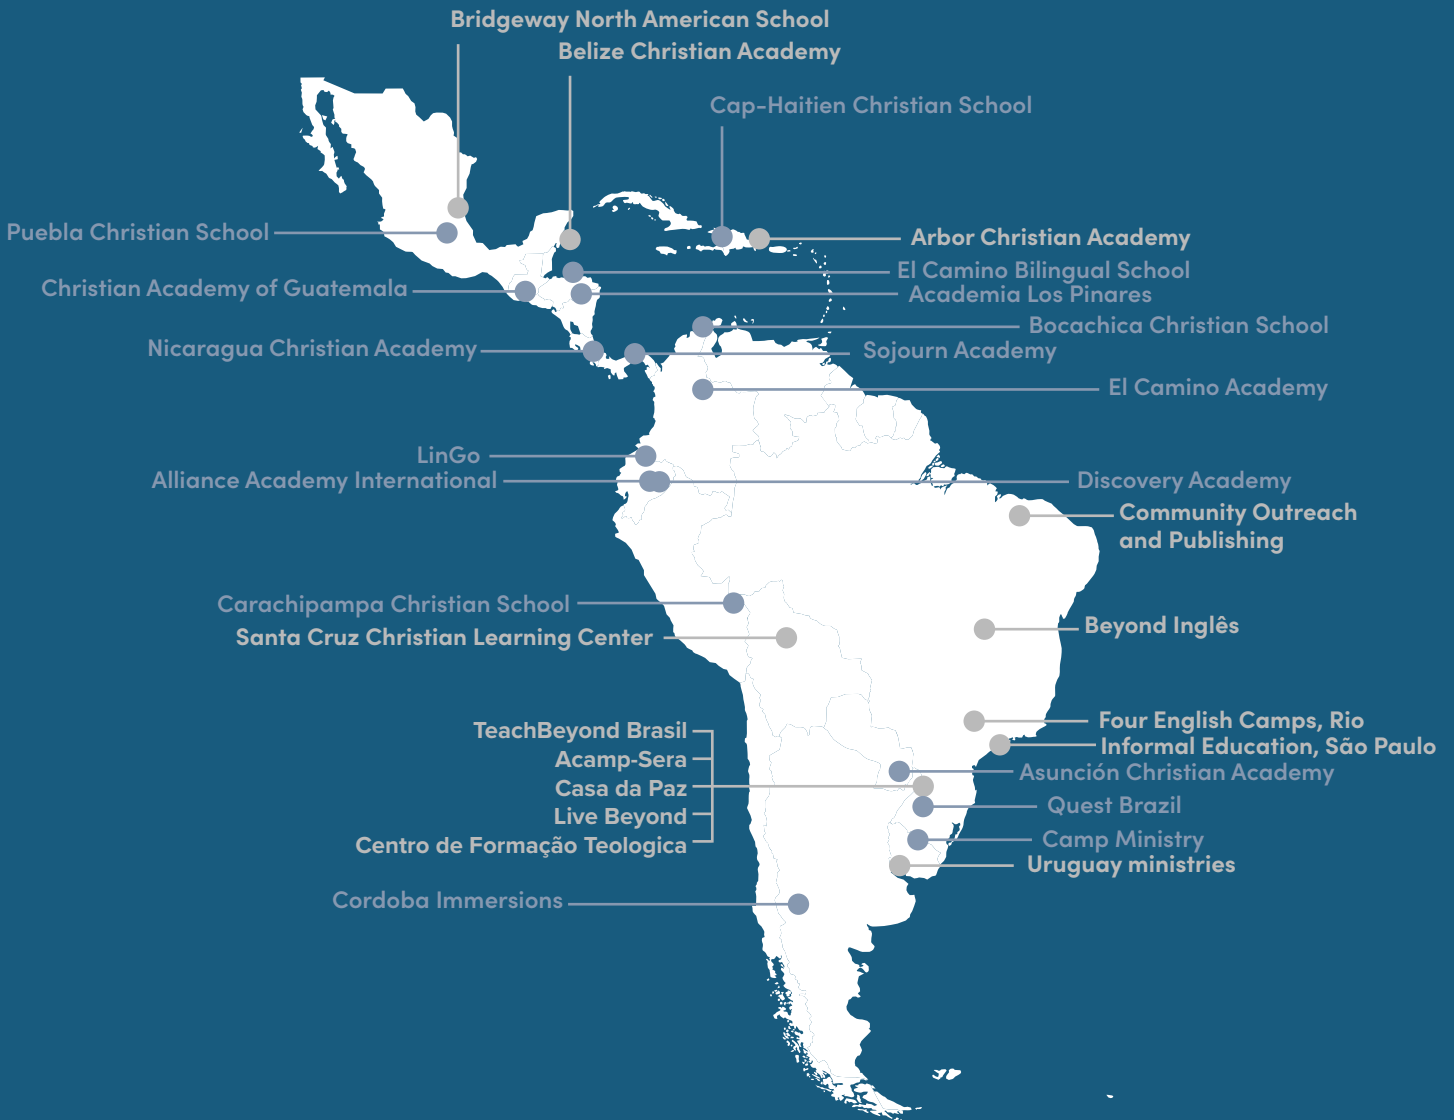 Bridgeway North American School
Belize Christian Academy
Cap-Haitien Christian School
Puebla Christian School
Arbor Christian Academy
El Camino Bilingual School
Christian Academy of Guatemala
Academia Los Pinares
Bocachica Christian School
Nicaragua Christian Academy
Sojourn Academy
El Camino Academy
LinGo
Alliance Academy International
Discovery Academy
Community Outreach
and Publishing
Carachipampa Christian School
Santa Cruz Christian Learning Center
Beyond Inglês
Four English Camps, Rio
TeachBeyond Brasil
Informal Education, São Paulo
Acamp-Sera
Asunción Christian Academy
Casa da Paz
Quest Brazil
Live Beyond
Camp Ministry
Centro de Formação Teologica
Uruguay ministries
Cordoba Immersions